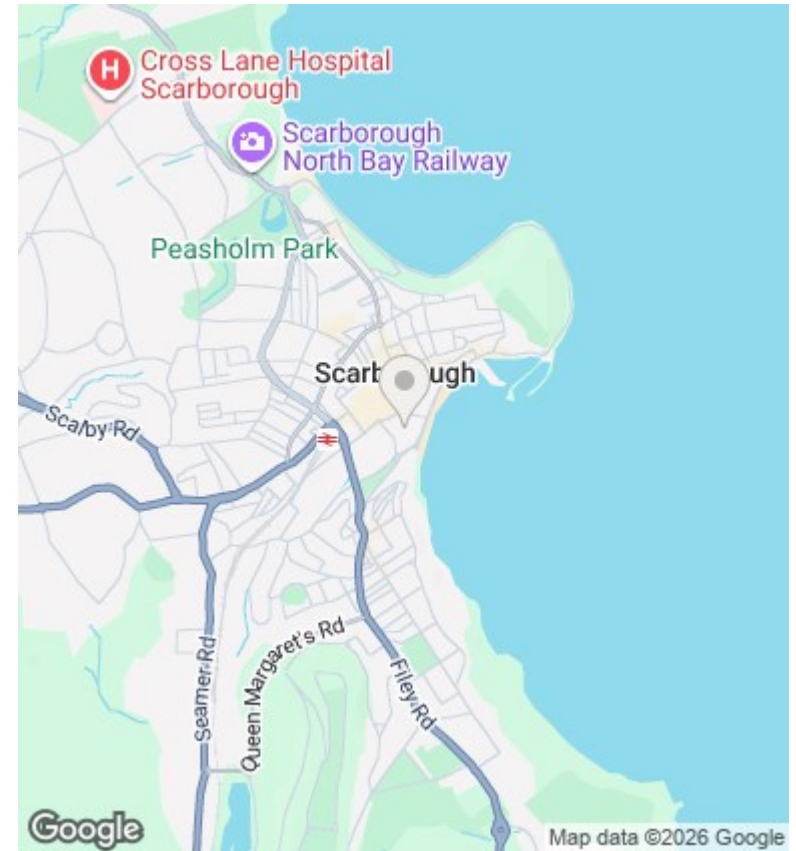 H
Cross Lane Hospital
Scarborough
Scarborough
North Bay Railway
Peasholm Park
Scarb ugh
Scalby Rd
Queen Margaret's Rd
Seamer Rd
Filey Rd
Google
Map data ©2026 Google